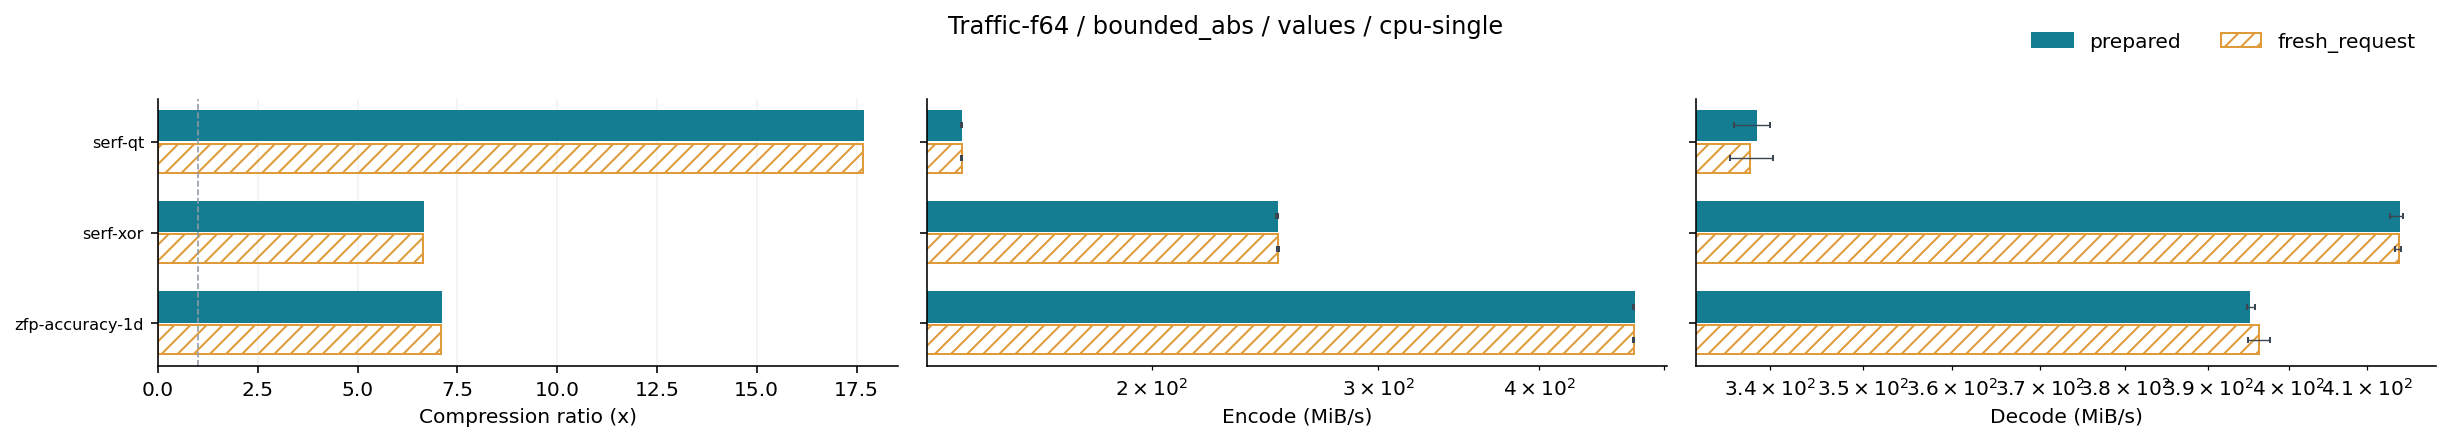 Traffic-f64 / bounded_abs / values / cpu-single
prepared fresh_request
serf-qt
serf-xor
zfp-accuracy-1d
0.0 2.5 5.0 7.5 10.0 12.5 15.0 17.5
Compression ratio (x)
2 × 10² 3 × 10² 4 × 10²
Encode (MiB/s)
3.4 × 10² 3.5 × 10² 3.6 × 10² 3.7 × 10² 3.8 × 10² 3.9 × 10² 4 × 10² 4.1 × 10²
Decode (MiB/s)